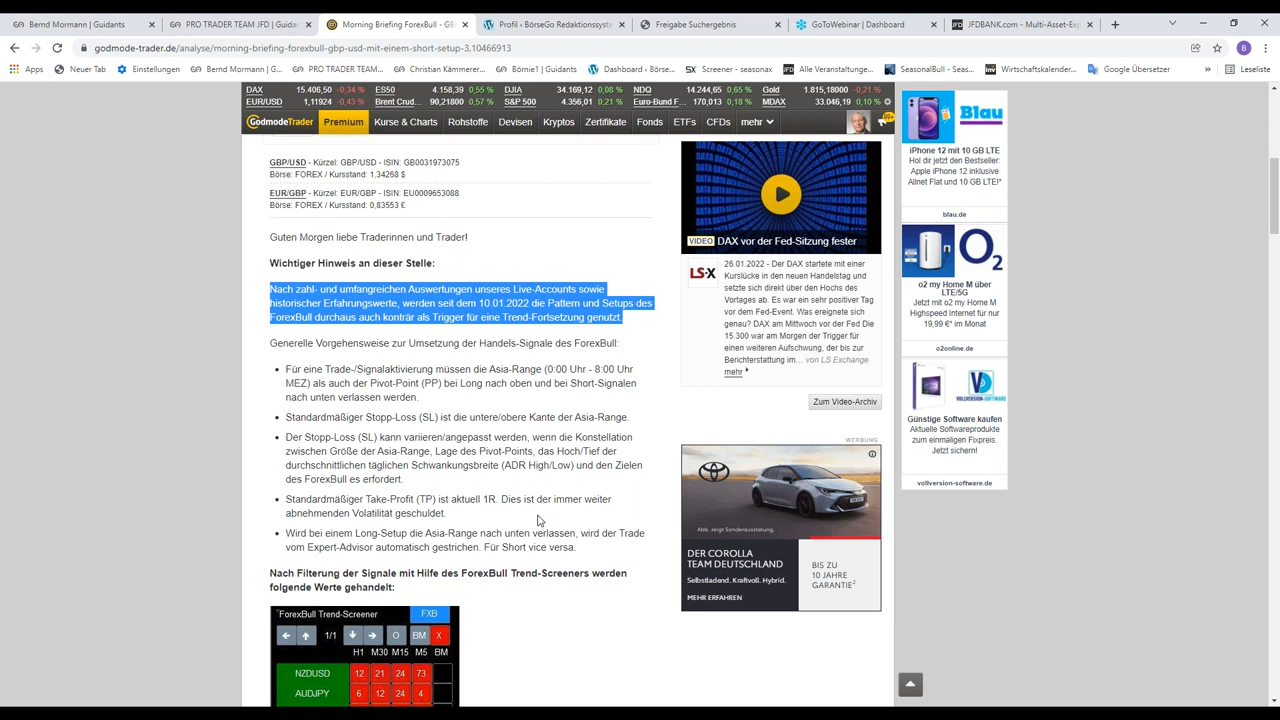 Bernd Mormann | Guidants
PRO TRADER TEAM JFD | Guidan
Morning Briefing ForexBull - GBP
Profil ‹ BörseGo Redaktionssystem
Freigabe Suchergebnis
GoToWebinar | Dashboard
JFDBANK.com - Multi-Asset-Exp
godmode-trader.de/analyse/morning-briefing-forexbull-gbp-usd-mit-einem-short-setup-3,10466913
B
Apps
Neuer Tab
Einstellungen
Bernd Mormann | G...
PRO TRADER TEAM...
Christian Kämmerer...
Börnie1 | Guidants
Dashboard ‹ Börse...
Screener - seasonax
Alle Veranstaltunge...
SeasonalBull - Seas...
Wirtschaftskalender...
Google Übersetzer
»
Leseliste
DAX 15.406,50 -0,34 % ES50 4.158,39 0,55 % DJIA 34.169,12 0,08 % NDQ 14.244,65 0,65 % Gold 1.815,18000 -0,21 %
EUR/USD 1,11924 -0,43 % Brent Crud... 90,21800 0,57 % S&P 500 4.356,01 0,21 % Euro-Bund F... 170,013 0,18 % MDAX 33.046,19 0,10 %
GodmodeTrader Premium Kurse & Charts Rohstoffe Devisen Kryptos Zertifikate Fonds ETFs CFDs mehr
99+
GBP/USD - Kürzel: GBP/USD - ISIN: GB0031973075
Börse: FOREX / Kursstand: 1,34268 $
EUR/GBP - Kürzel: EUR/GBP - ISIN: EU0009653088
Börse: FOREX / Kursstand: 0,83553 £
Guten Morgen liebe Traderinnen und Trader!
Wichtiger Hinweis an dieser Stelle:
Nach zahl- und umfangreichen Auswertungen unseres Live-Accounts sowie
historischer Erfahrungswerte, werden seit dem 10.01.2022 die Pattern und Setups des
ForexBull durchaus auch konträr als Trigger für eine Trend-Fortsetzung genutzt.
Generelle Vorgehensweise zur Umsetzung der Handels-Signale des ForexBull:
• Für eine Trade-/Signalaktivierung müssen die Asia-Range (0:00 Uhr - 8:00 Uhr
MEZ) als auch der Pivot-Point (PP) bei Long nach oben und bei Short-Signalen
nach unten verlassen werden.
• Standardmäßiger Stopp-Loss (SL) ist die untere/obere Kante der Asia-Range.
• Der Stopp-Loss (SL) kann variieren/angepasst werden, wenn die Konstellation
zwischen Größe der Asia-Range, Lage des Pivot-Points, das Hoch/Tief der
durchschnittlichen täglichen Schwankungsbreite (ADR High/Low) und den Zielen
des ForexBull es erfordert.
• Standardmäßiger Take-Profit (TP) ist aktuell 1R. Dies ist der immer weiter
abnehmenden Volatilität geschuldet.
• Wird bei einem Long-Setup die Asia-Range nach unten verlassen, wird der Trade
vom Expert-Advisor automatisch gestrichen. Für Short vice versa.
Nach Filterung der Signale mit Hilfe des ForexBull Trend-Screeners werden
folgende Werte gehandelt:
ForexBull Trend-Screener FXB
1/1 O BM X
H1 M30 M15 M5 BM
NZDUSD 12 21 24 73
AUDJPY 6 12 24 4
VIDEO DAX vor der Fed-Sitzung fester
LS-X
26.01.2022 - Der DAX startete mit einer
Kurslücke in den neuen Handelstag und
setzte sich direkt über den Hochs des
Vortages ab. Es war ein sehr positiver Tag
vor dem Fed-Event. Was ereignete sich
genau? DAX am Mittwoch vor der Fed Die
15.300 war am Morgen der Trigger für
einen weiteren Aufschwung, der bis zur
Berichterstattung im... von LS Exchange
mehr
Zum Video-Archiv
WERBUNG
Abb. zeigt Sonderausstattung.
DER COROLLA
TEAM DEUTSCHLAND
Selbstladend. Kraftvoll. Hybrid.
MEHR ERFAHREN
BIS ZU
10 JAHRE
GARANTIE²
Blau
iPhone 12 mit 10 GB LTE
Hol dir jetzt den Bestseller:
Apple iPhone 12 inklusive
Allnet Flat und 10 GB LTE!*
blau.de
O2
o2 my Home M über
LTE/5G
Jetzt mit o2 my Home M
Highspeed Internet für nur
19,99 €* im Monat
o2online.de
VOLLVERSION-SOFTWARE
Günstige Software kaufen
Aktuelle Softwareprodukte
zum einmaligen Fixpreis.
Jetzt sichern!
vollversion-software.de